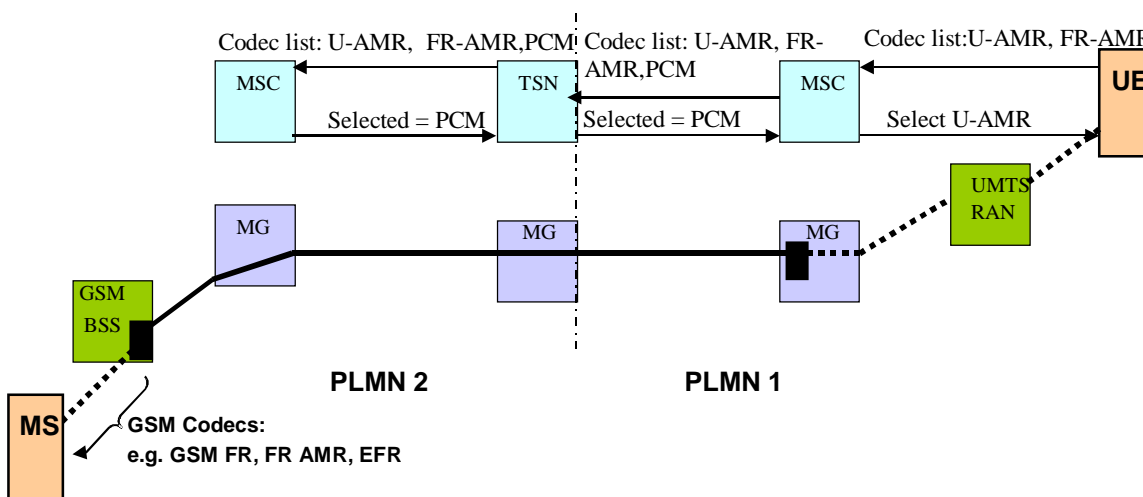 Codec list: U-AMR, FR-AMR,PCM
Codec list: U-AMR, FR-
AMR,PCM
Codec list:U-AMR, FR-AMR
MSC
TSN
MSC
UE
Selected = PCM
Selected = PCM
Select U-AMR
UMTS
RAN
MG
MG
MG
GSM
BSS
PLMN 2
PLMN 1
MS
GSM Codecs:
e.g. GSM FR, FR AMR, EFR